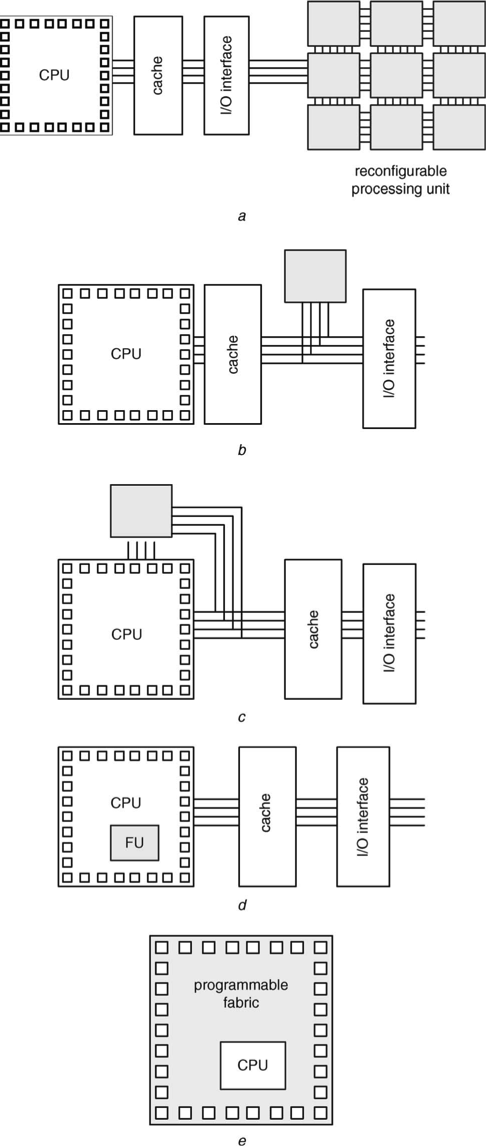 CPU
cache
I/O interface
reconfigurable
processing unit
a
CPU
cache
I/O interface
b
CPU
cache
I/O interface
c
CPU
FU
cache
I/O interface
d
programmable
fabric
CPU
e